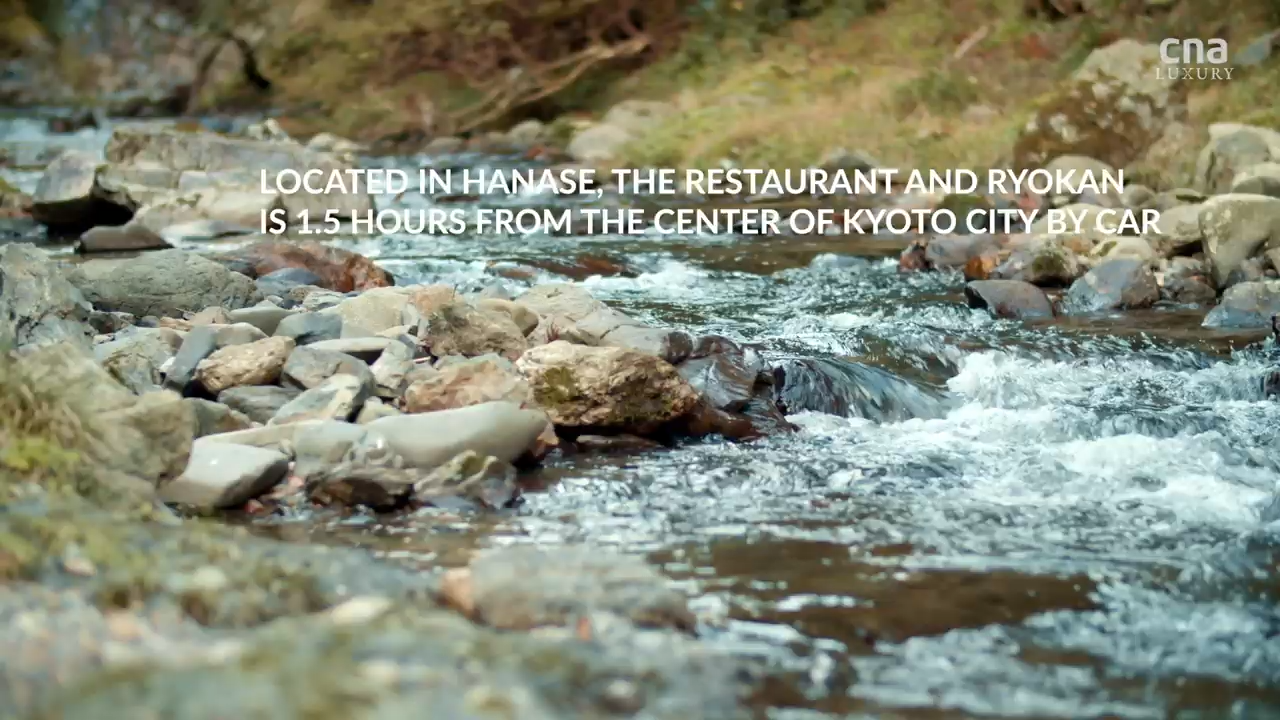 cna
LUXURY
LOCATED IN HANASE, THE RESTAURANT AND RYOKAN
IS 1.5 HOURS FROM THE CENTER OF KYOTO CITY BY CAR